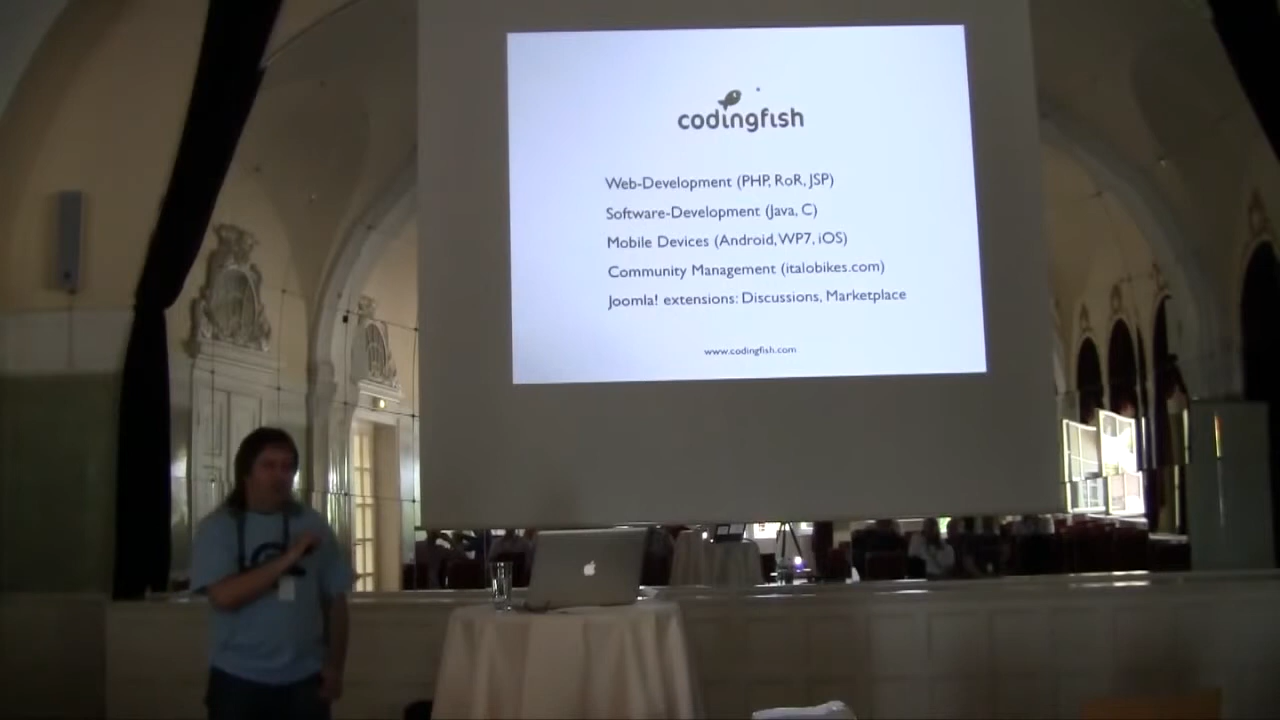 codingfish
Web-Development (PHP, RoR, JSP)
Software-Development (Java, C)
Mobile Devices (Android, WP7, iOS)
Community Management (italobikes.com)
Joomla! extensions: Discussions, Marketplace
www.codingfish.com